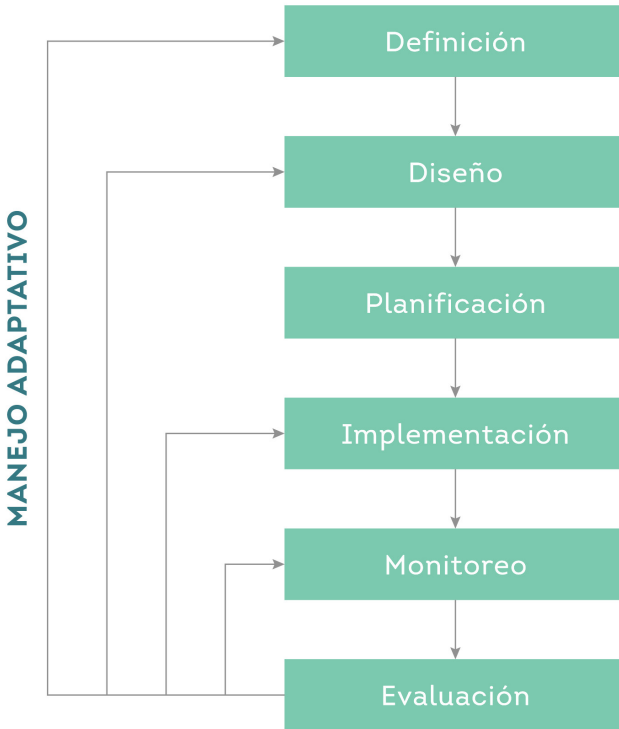 MANEJO ADAPTATIVO
Definición
Diseño
Planificación
Implementación
Monitoreo
Evaluación